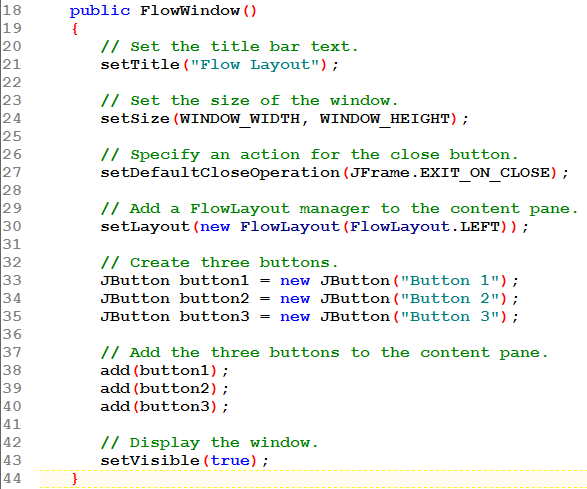 18 public FlowWindow()
19 {
20 // Set the title bar text.
21 setTitle("Flow Layout");
22
23 // Set the size of the window.
24 setSize(WINDOW_WIDTH, WINDOW_HEIGHT);
25
26 // Specify an action for the close button.
27 setDefaultCloseOperation(JFrame.EXIT_ON_CLOSE);
28
29 // Add a FlowLayout manager to the content pane.
30 setLayout(new FlowLayout(FlowLayout.LEFT));
31
32 // Create three buttons.
33 JButton button1 = new JButton("Button 1");
34 JButton button2 = new JButton("Button 2");
35 JButton button3 = new JButton("Button 3");
36
37 // Add the three buttons to the content pane.
38 add(button1);
39 add(button2);
40 add(button3);
41
42 // Display the window.
43 setVisible(true);
44 }